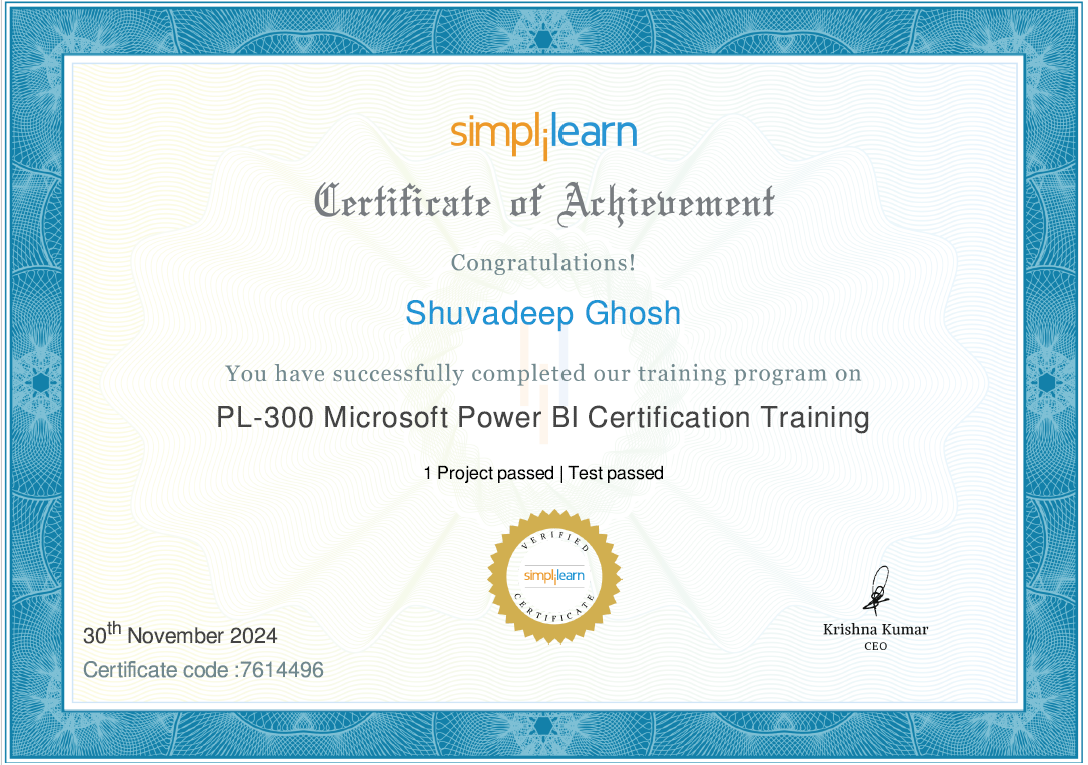 simplilearn
Certificate of Achievement
Congratulations!
Shuvadeep Ghosh
You have successfully completed our training program on
PL-300 Microsoft Power BI Certification Training
1 Project passed | Test passed
VERIFIED
simplilearn
CERTIFICATE
30th November 2024
Certificate code :7614496
Krishna Kumar
CEO